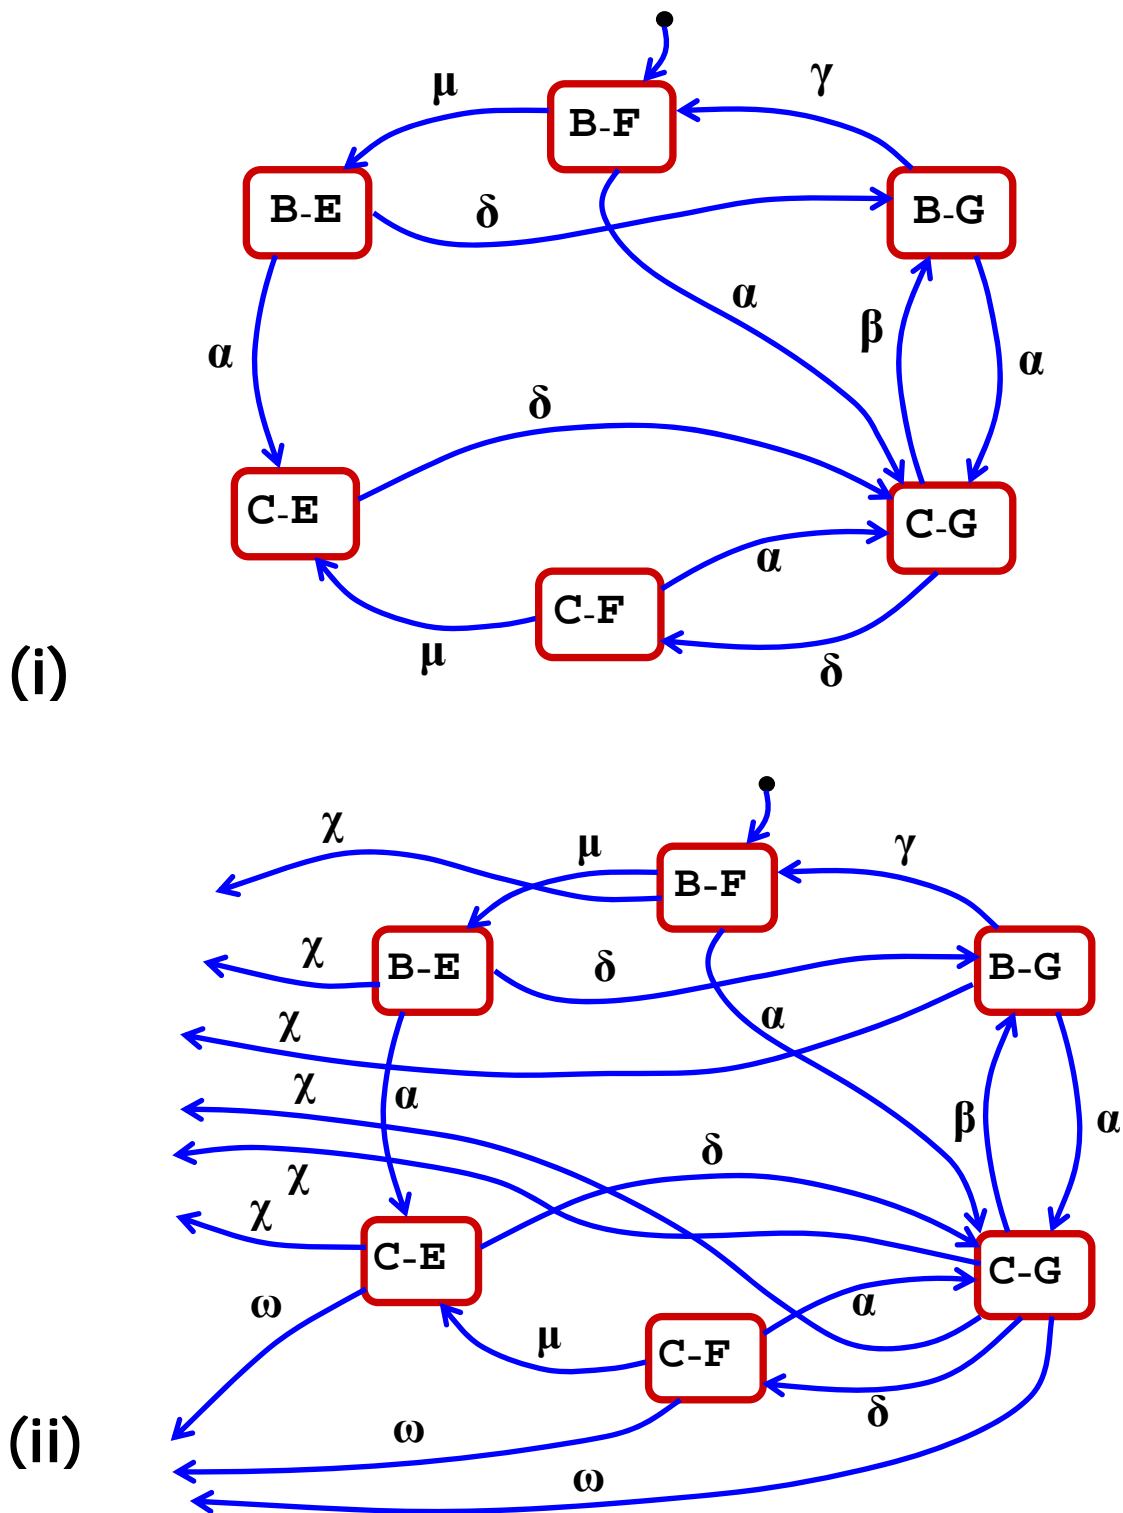 μ
γ
B-F
B-E
δ
B-G
α
β
α
α
δ
C-E
C-G
α
C-F
μ
δ
(i)
χ
μ
γ
B-F
χ
B-E
δ
B-G
χ
α
χ
α
β
α
δ
χ
χ
C-E
C-G
ω
α
μ
C-F
δ
ω
(ii)
ω